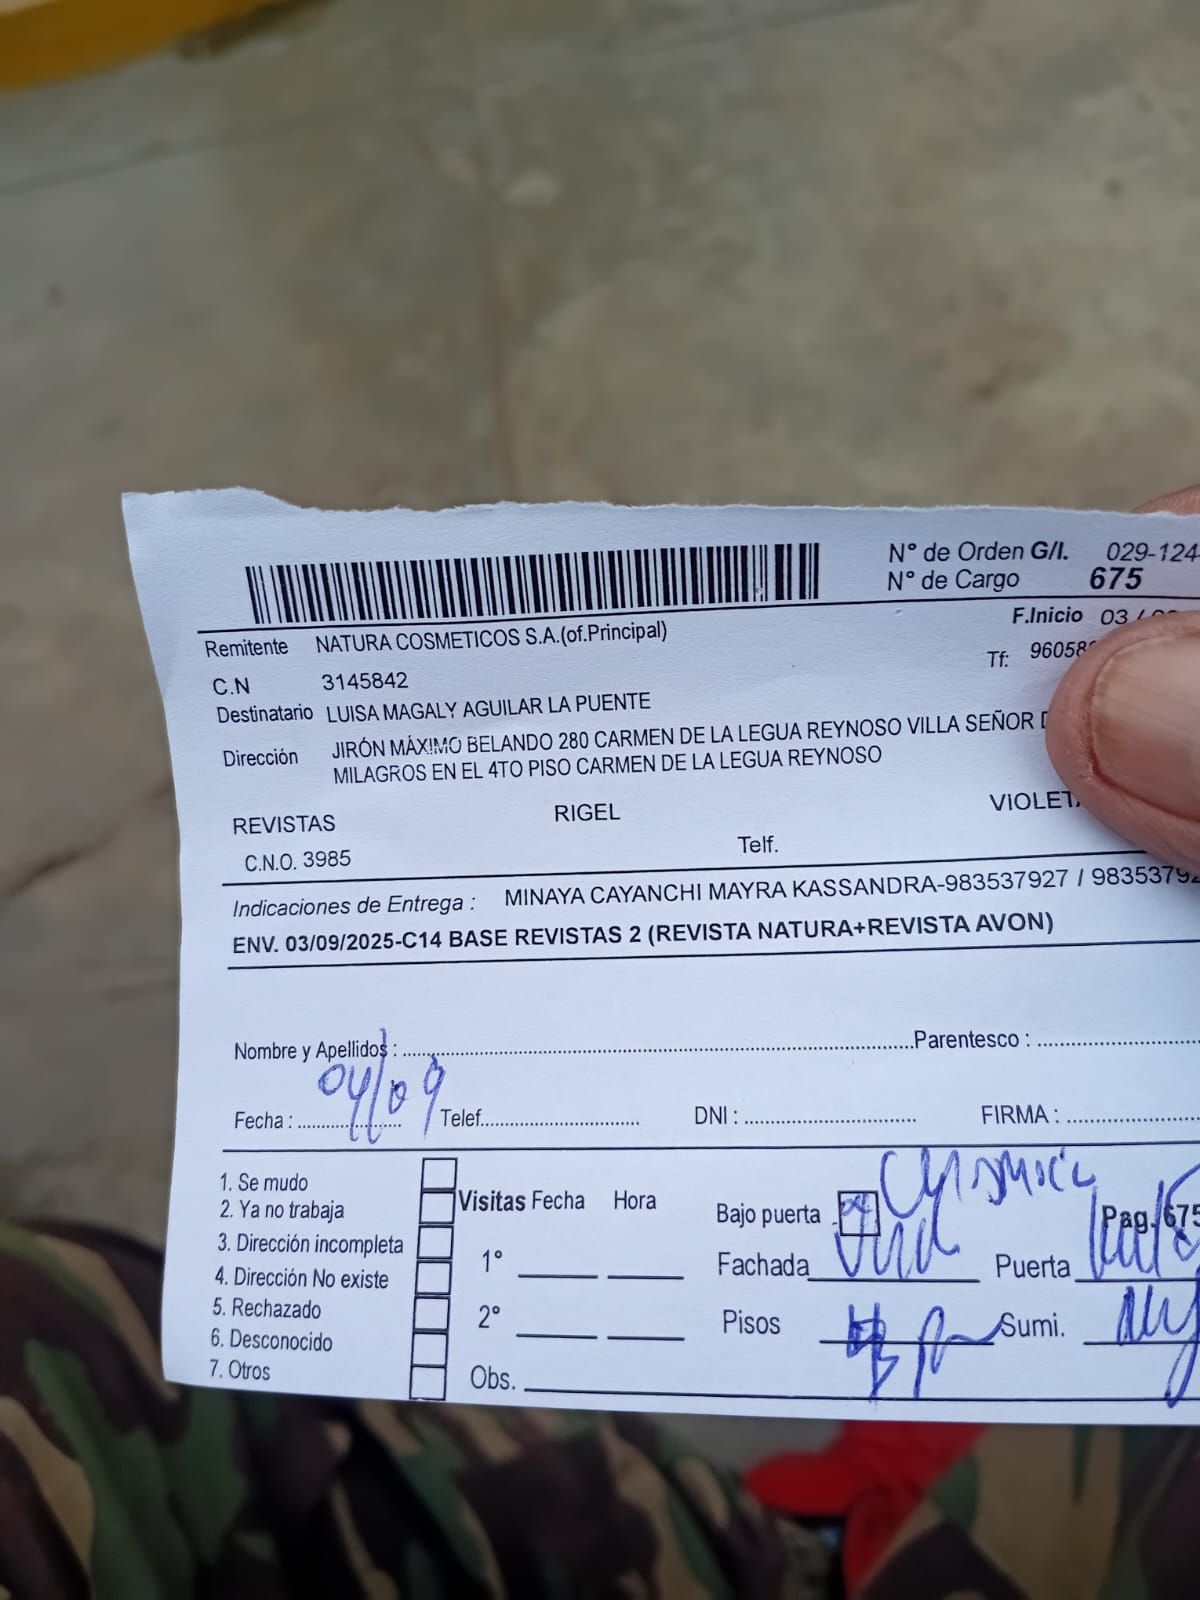 N° de Orden G/I. 029-124
N° de Cargo 675
F.Inicio 03 /
Remitente NATURA COSMETICOS S.A.(of.Principal)
Tf: 96058
C.N 3145842
Destinatario LUISA MAGALY AGUILAR LA PUENTE
Dirección JIRÓN MÁXIMO BELANDO 280 CARMEN DE LA LEGUA REYNOSO VILLA SEÑOR
MILAGROS EN EL 4TO PISO CARMEN DE LA LEGUA REYNOSO
REVISTAS RIGEL VIOLETA
C.N.O. 3985 Telf.
Indicaciones de Entrega : MINAYA CAYANCHI MAYRA KASSANDRA-983537927 / 98353792
ENV. 03/09/2025-C14 BASE REVISTAS 2 (REVISTA NATURA+REVISTA AVON)
Nombre y Apellidos : Parentesco :
Fecha : 04/09 Telef. DNI : FIRMA :
1. Se mudo
2. Ya no trabaja
3. Dirección incompleta
4. Dirección No existe
5. Rechazado
6. Desconocido
7. Otros
Visitas Fecha Hora
1°
2°
Obs.
Bajo puerta Pag. 675
Fachada Puerta
Pisos Sumi.